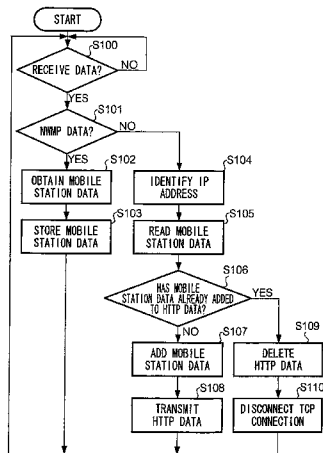 START
S100
RECEIVE DATA?
NO
YES
S101
NWMP DATA?
NO
YES
S102
OBTAIN MOBILE
STATION DATA
S103
STORE MOBILE
STATION DATA
S104
IDENTIFY IP
ADDRESS
S105
READ MOBILE
STATION DATA
S106
HAS MOBILE
STATION DATA ALREADY ADDED
TO HTTP DATA?
YES
NO
S107
ADD MOBILE
STATION DATA
S108
TRANSMIT
HTTP DATA
S109
DELETE
HTTP DATA
S110
DISCONNECT TCP
CONNECTION